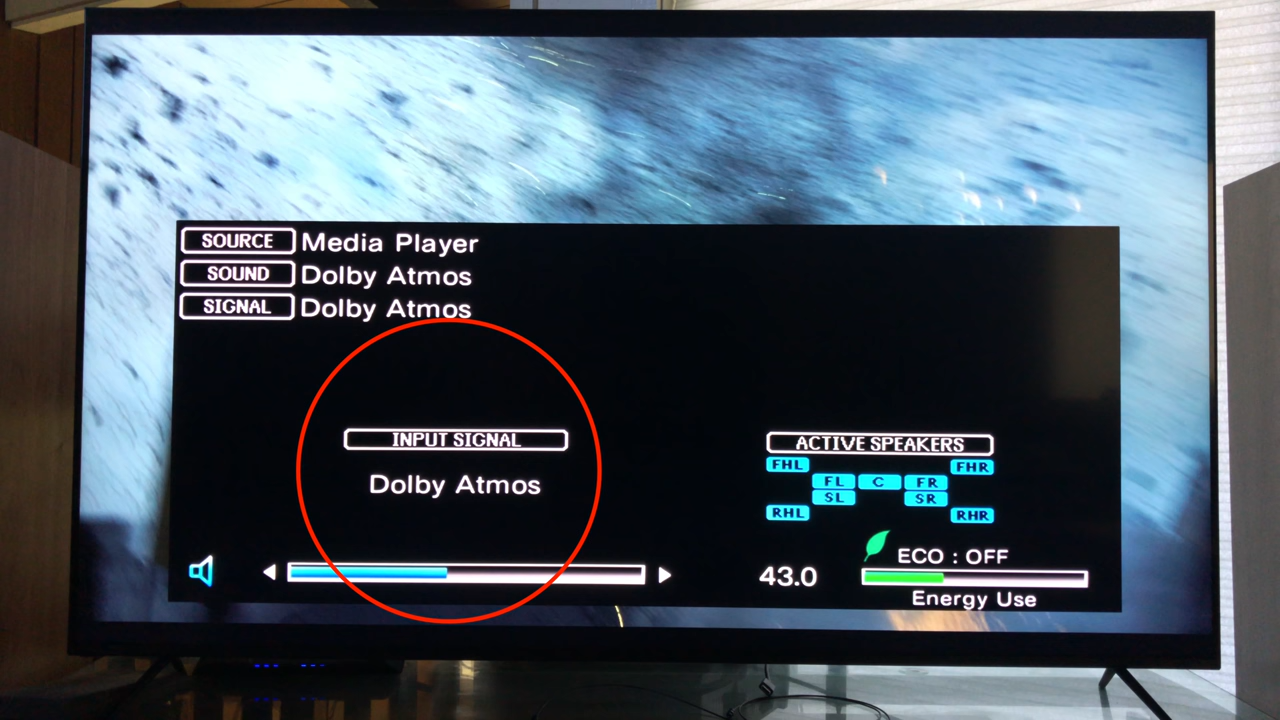 SOURCE Media Player
SOUND Dolby Atmos
SIGNAL Dolby Atmos
INPUT SIGNAL
Dolby Atmos
ACTIVE SPEAKERS
FHL FHR
FL C FR
SL SR
RHL RHR
43.0
ECO : OFF
Energy Use